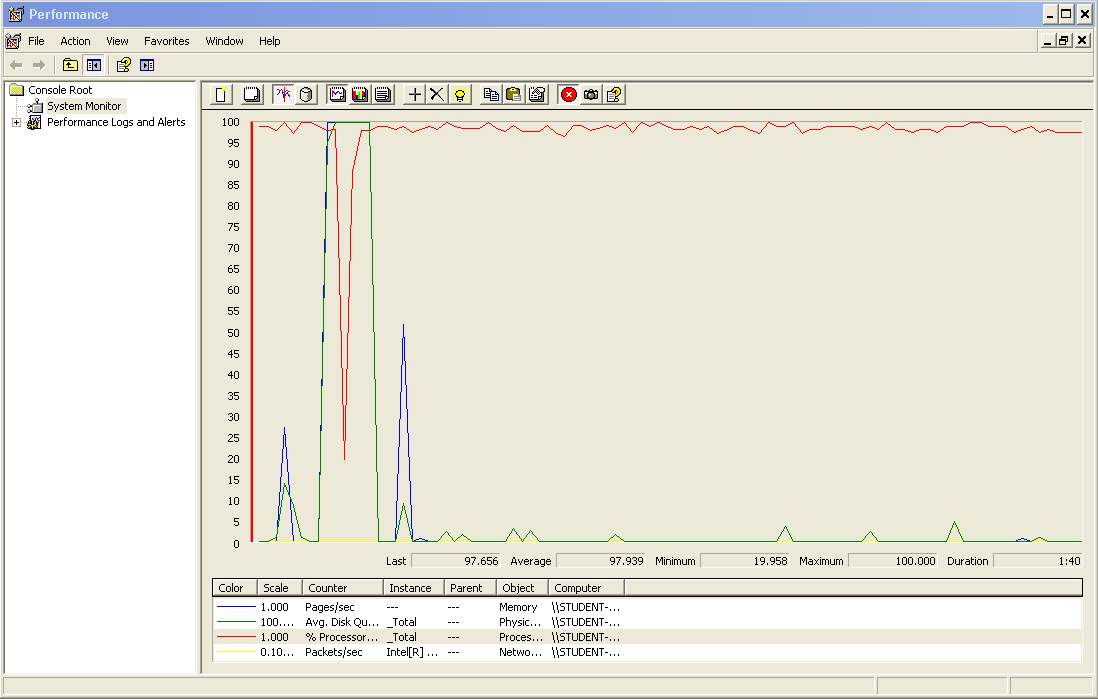 Performance
File Action View Favorites Window Help
Console Root
System Monitor
Performance Logs and Alerts
100
95
90
85
80
75
70
65
60
55
50
45
40
35
30
25
20
15
10
5
0
Last 97.656 Average 97.939 Minimum 19.958 Maximum 100.000 Duration 1:40
Color Scale Counter Instance Parent Object Computer
1.000 Pages/sec --- --- Memory \\STUDENT-...
100.... Avg. Disk Qu... _Total --- Physic... \\STUDENT-...
1.000 % Processor... _Total --- Proces... \\STUDENT-...
0.10... Packets/sec Intel[R] ... --- Netwo... \\STUDENT-...